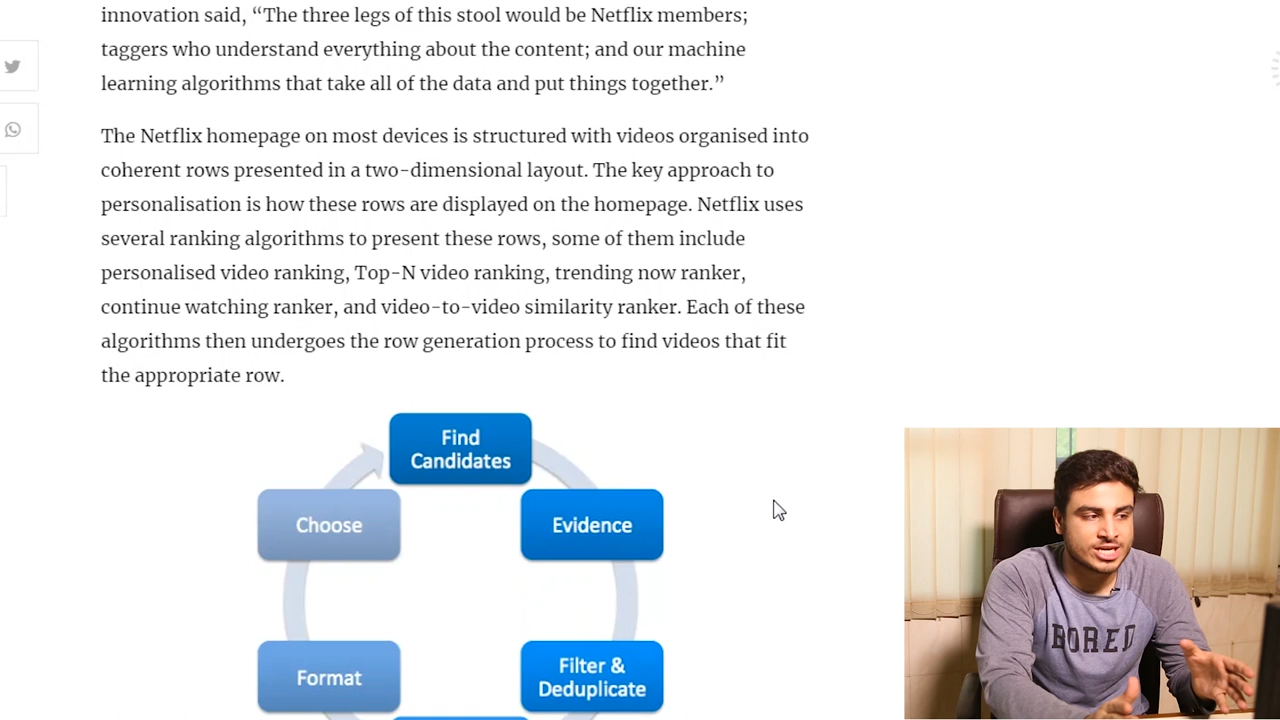 innovation said, “The three legs of this stool would be Netflix members;
taggers who understand everything about the content; and our machine
learning algorithms that take all of the data and put things together.”
The Netflix homepage on most devices is structured with videos organised into
coherent rows presented in a two-dimensional layout. The key approach to
personalisation is how these rows are displayed on the homepage. Netflix uses
several ranking algorithms to present these rows, some of them include
personalised video ranking, Top-N video ranking, trending now ranker,
continue watching ranker, and video-to-video similarity ranker. Each of these
algorithms then undergoes the row generation process to find videos that fit
the appropriate row.
Find
Candidates
Evidence
Filter &
Deduplicate
Format
Choose
BORED